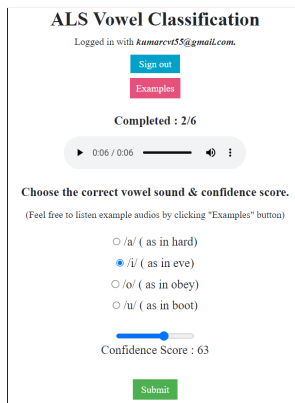 ALS Vowel Classification
Logged in with kumarcvt55@gmail.com.
Sign out
Examples
Completed : 2/6
0:06 / 0:06
Choose the correct vowel sound & confidence score.
(Feel free to listen example audios by clicking "Examples" button)
/a/ ( as in hard)
/i/ ( as in eve)
/o/ ( as in obey)
/u/ ( as in boot)
Confidence Score : 63
Submit